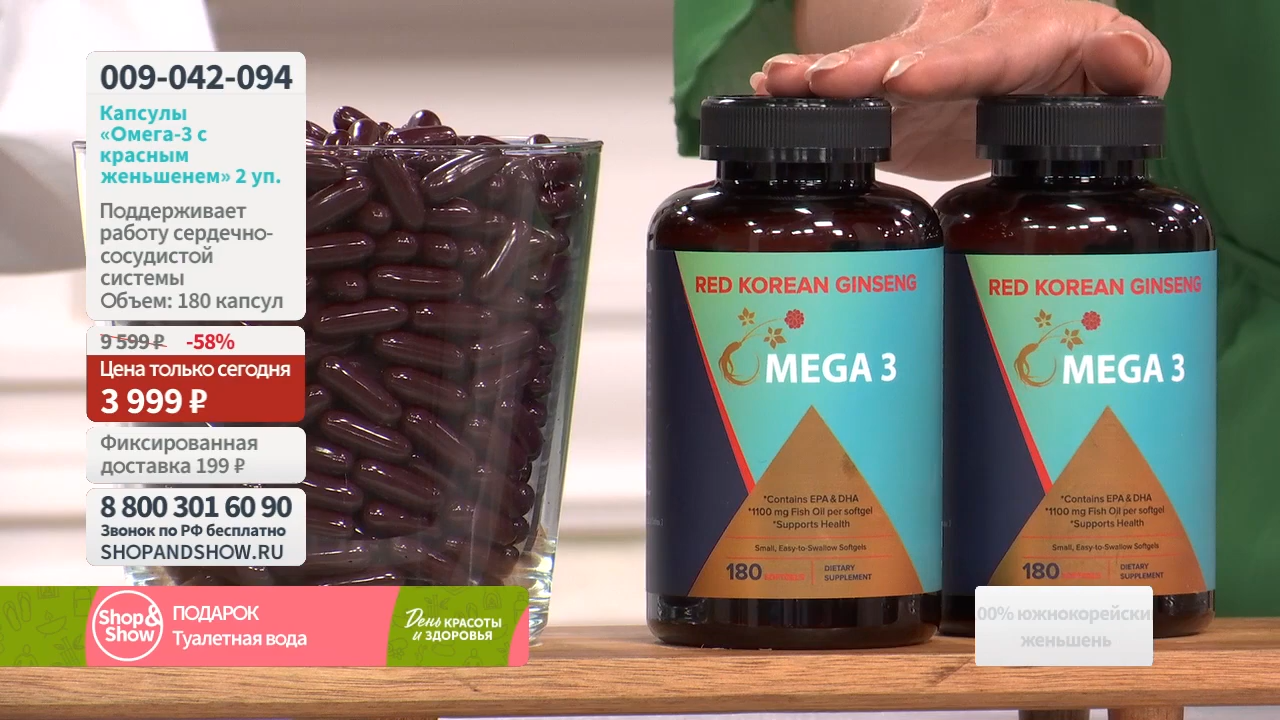 009-042-094
Капсулы
«Омега-3 с
красным
женьшенем» 2 уп.
Поддерживает
работу сердечно-
сосудистой
системы
Объем: 180 капсул
9 599 ₽ -58%
Цена только сегодня
3 999 ₽
Фиксированная
доставка 199 ₽
8 800 301 60 90
Звонок по РФ бесплатно
SHOPANDSHOW.RU
Shop&
Show
ПОДАРОК
Туалетная вода
День КРАСОТЫ
и ЗДОРОВЬЯ
RED KOREAN GINSENG
MEGA 3
*Contains EPA & DHA
*1100 mg Fish Oil per softgel
*Supports Health
Small, Easy-to-Swallow Softgels
180 SOFTGELS
DIETARY
SUPPLEMENT
RED KOREAN GINSENG
MEGA 3
*Contains EPA & DHA
*1100 mg Fish Oil per softgel
*Supports Health
Small, Easy-to-Swallow Softgels
180 SOFTGELS
DIETARY
SUPPLEMENT
00% южнокорейски
женьшень